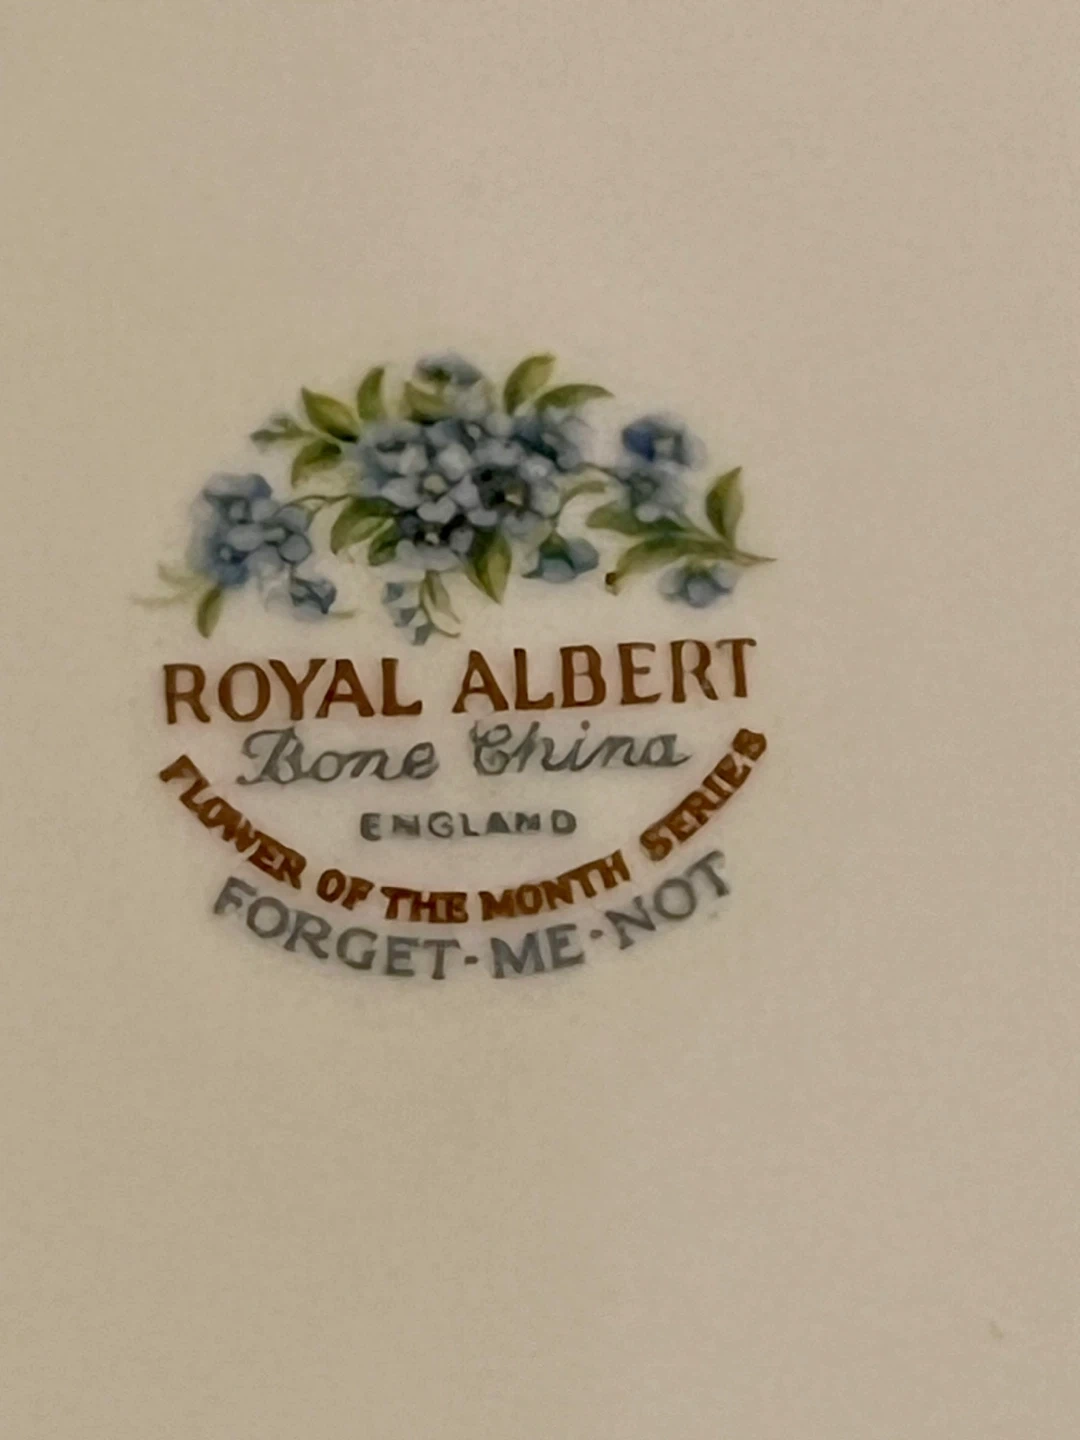 ROYAL ALBERT
Bone China
ENGLAND
FLOWER OF THE MONTH SERIES
FORGET-ME-NOT